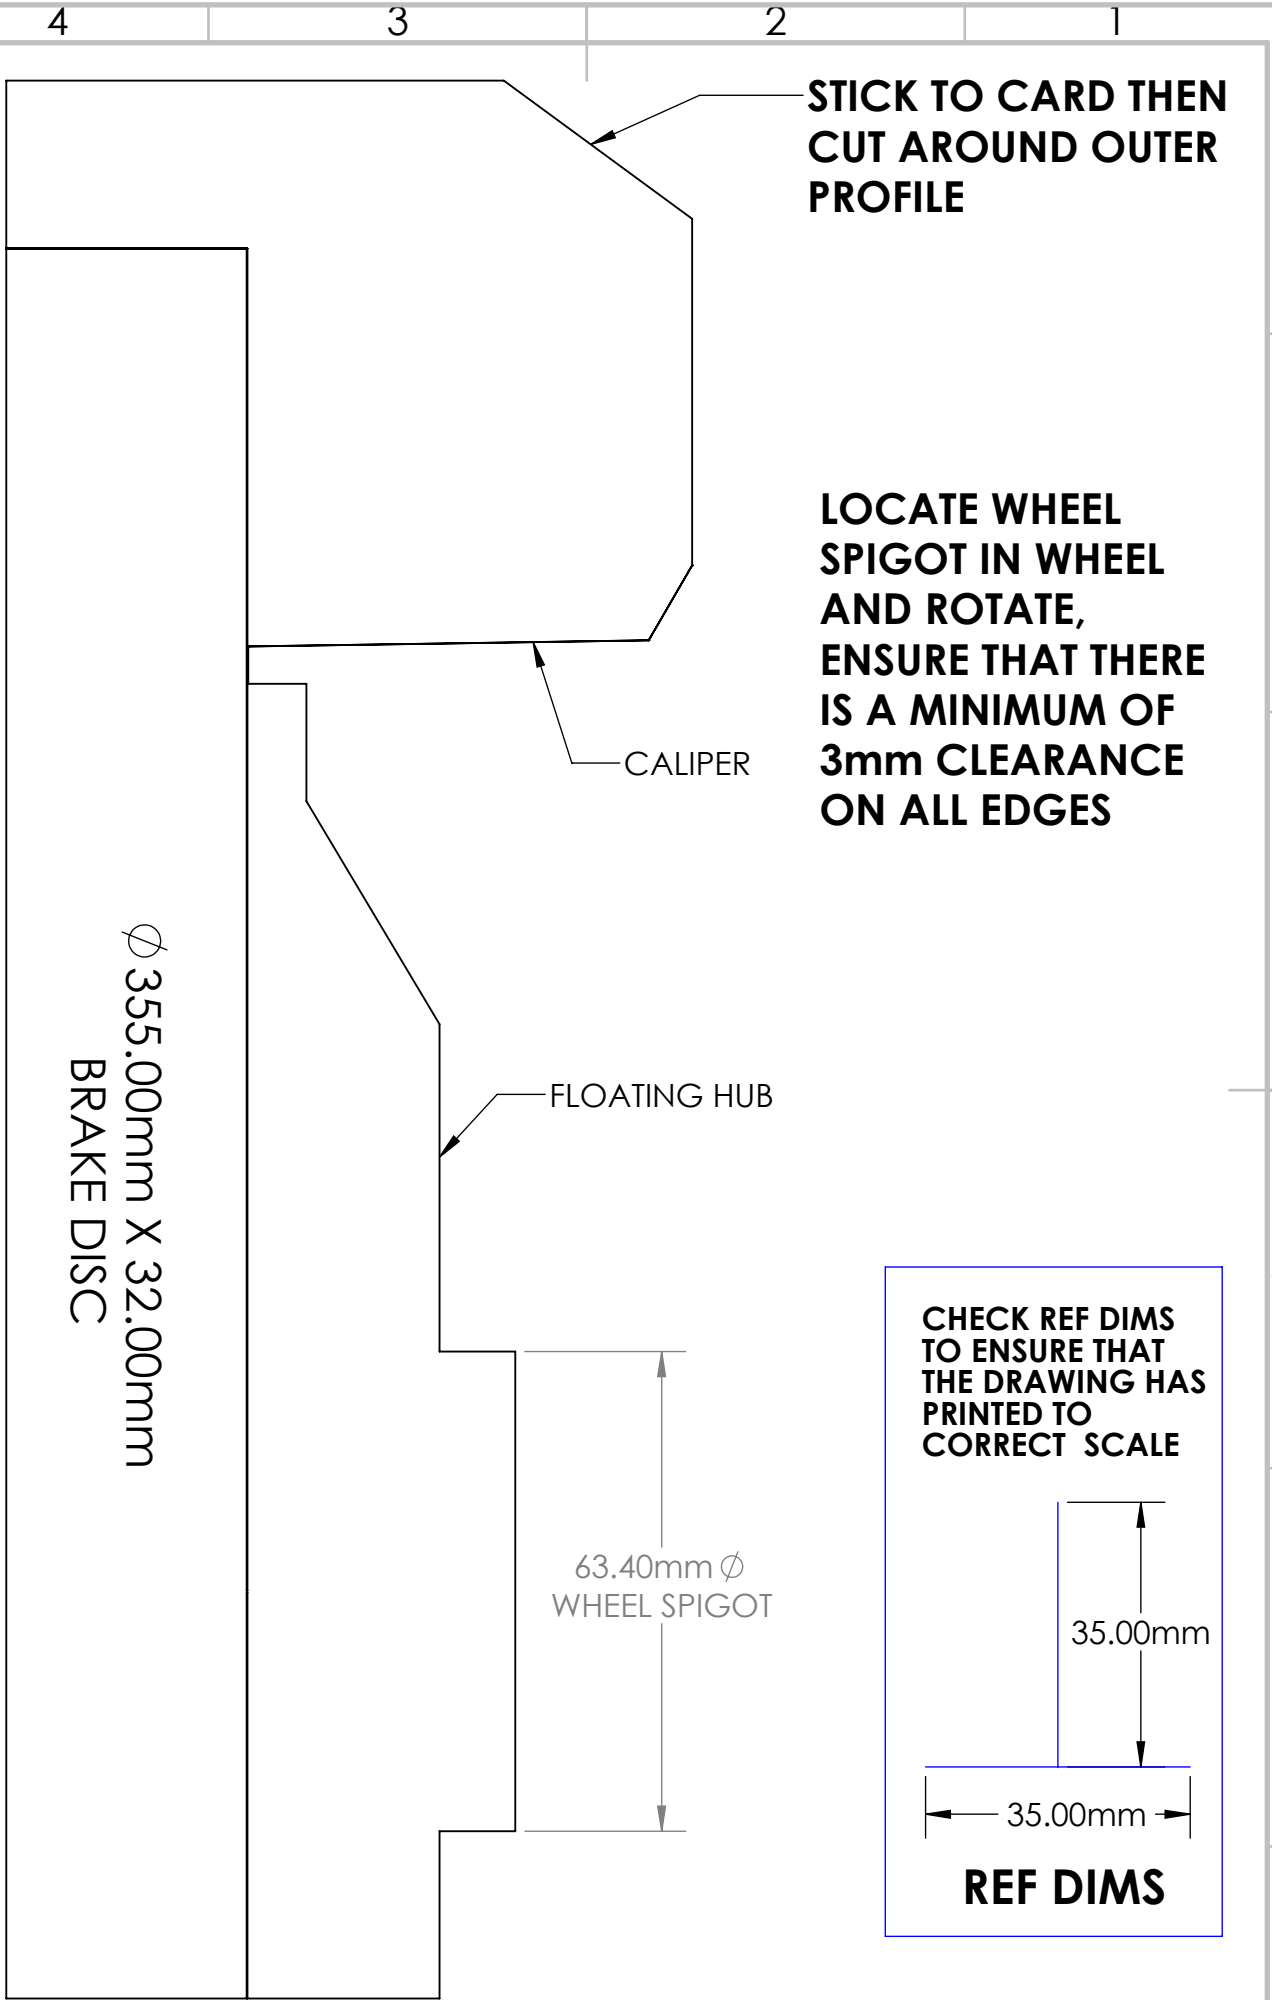 4 3 2 1
STICK TO CARD THEN
CUT AROUND OUTER
PROFILE
LOCATE WHEEL
SPIGOT IN WHEEL
AND ROTATE,
ENSURE THAT THERE
IS A MINIMUM OF
3mm CLEARANCE
ON ALL EDGES
CALIPER
Ø 355.00mm X 32.00mm
BRAKE DISC
FLOATING HUB
63.40mm Ø
WHEEL SPIGOT
CHECK REF DIMS
TO ENSURE THAT
THE DRAWING HAS
PRINTED TO
CORRECT SCALE
35.00mm
35.00mm
REF DIMS